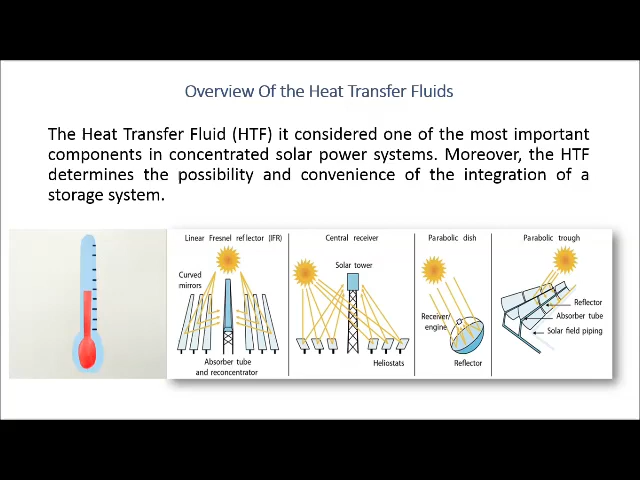 Overview Of the Heat Transfer Fluids
The Heat Transfer Fluid (HTF) it considered one of the most important
components in concentrated solar power systems. Moreover, the HTF
determines the possibility and convenience of the integration of a
storage system.
Linear Fresnel reflector (lFR)
Curved
mirrors
Absorber tube
and reconcentrator
Central receiver
Solar tower
Heliostats
Parabolic dish
Receiver/
engine
Reflector
Parabolic trough
Reflector
Absorber tube
Solar field piping